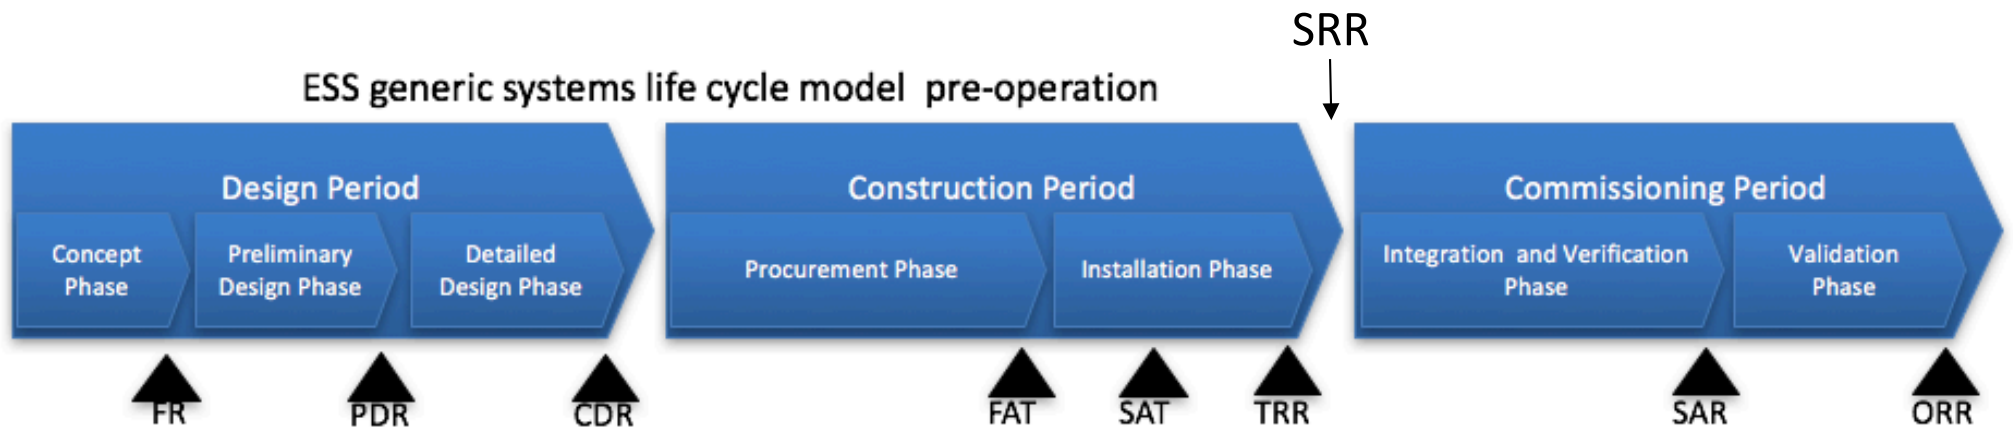 SRR
ESS generic systems life cycle model pre-operation
Design Period
Concept
Phase
Preliminary
Design Phase
Detailed
Design Phase
Construction Period
Procurement Phase
Installation Phase
Commissioning Period
Integration and Verification
Phase
Validation
Phase
FR
PDR
CDR
FAT
SAT
TRR
SAR
ORR